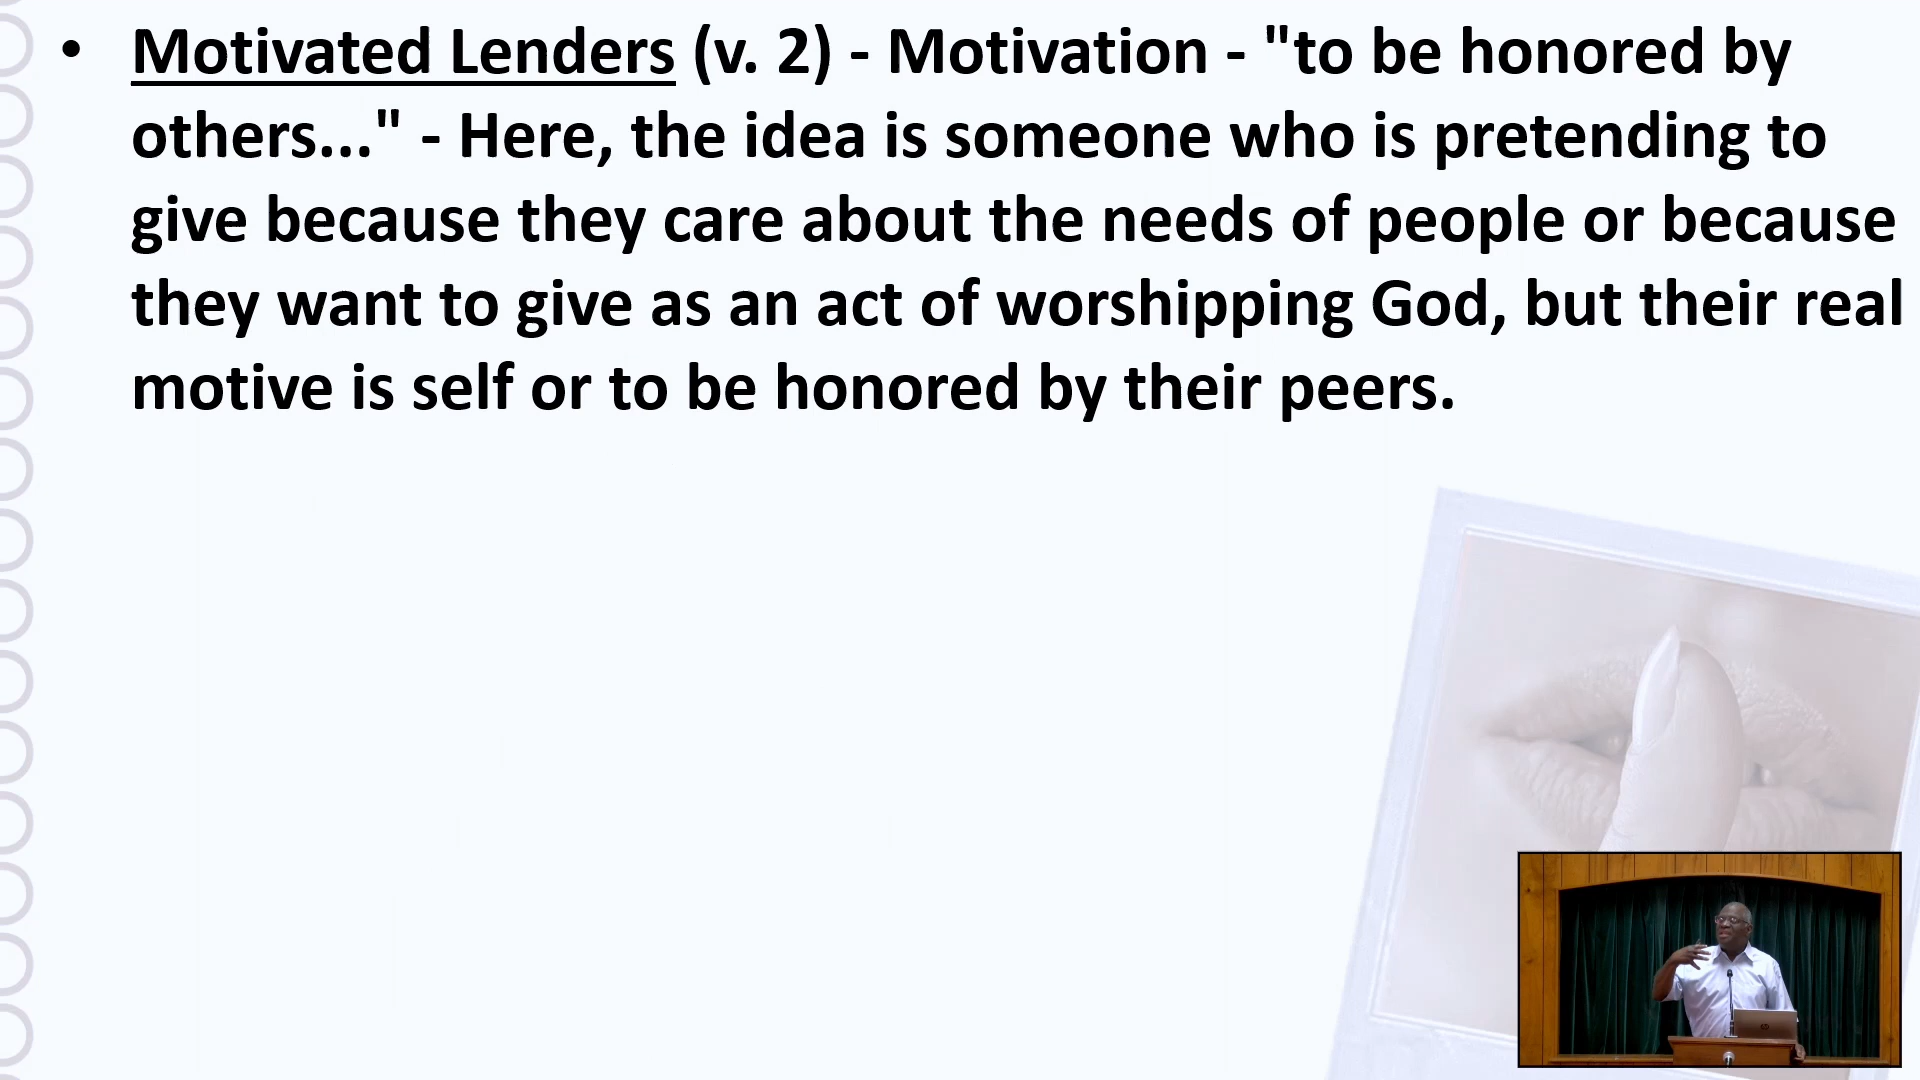 • Motivated Lenders (v. 2) - Motivation - "to be honored by
others..." - Here, the idea is someone who is pretending to
give because they care about the needs of people or because
they want to give as an act of worshipping God, but their real
motive is self or to be honored by their peers.